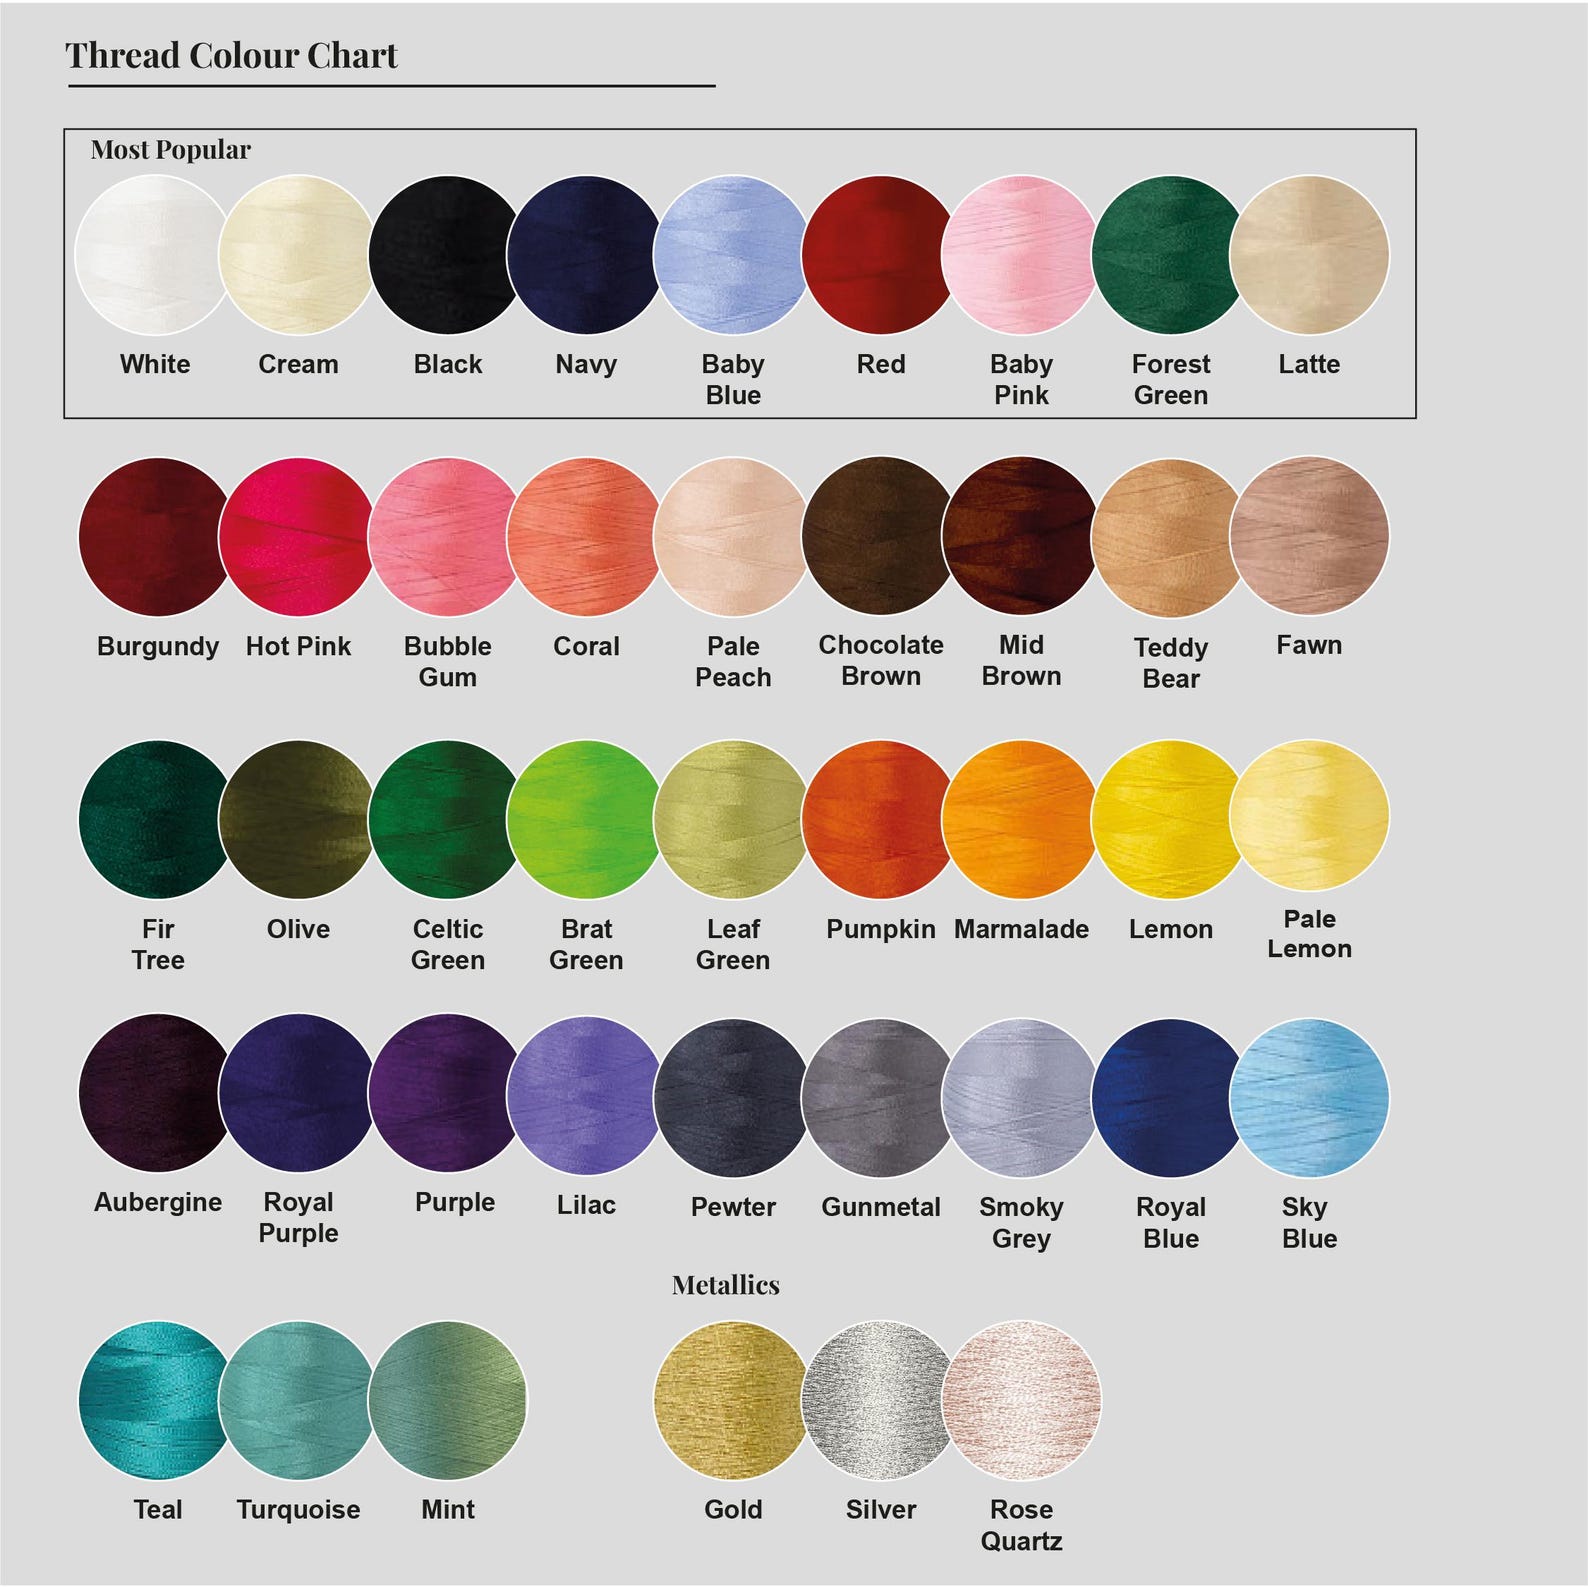 Thread Colour Chart
Most Popular
White Cream Black Navy Baby Blue Red Baby Pink Forest Green Latte
Burgundy Hot Pink Bubble Gum Coral Pale Peach Chocolate Brown Mid Brown Teddy Bear Fawn
Fir Tree Olive Celtic Green Brat Green Leaf Green Pumpkin Marmalade Lemon Pale Lemon
Aubergine Royal Purple Purple Lilac Pewter Gunmetal Smoky Grey Royal Blue Sky Blue
Metallics
Teal Turquoise Mint Gold Silver Rose Quartz